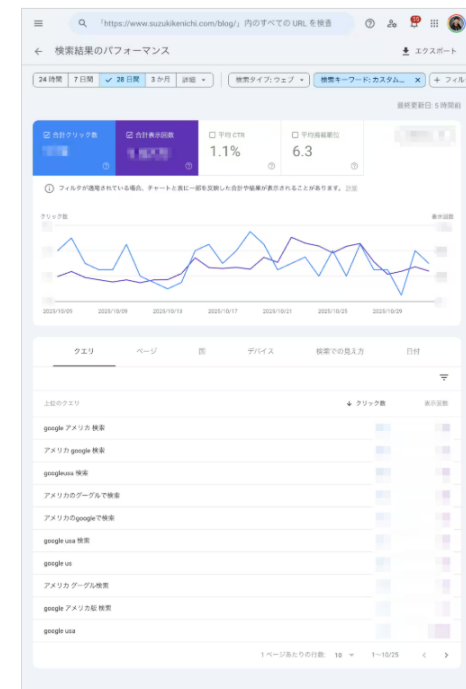 「https://www.suzukikenichi.com/blog/」内のすべての URL を検査
検索結果のパフォーマンス
エクスポート
24 時間 7 日間 28 日間 3 か月 詳細 検索タイプ: ウェブ 検索キーワード: カスタム... + フィル
最終更新日: 5 時間前
合計クリック数 合計表示回数 平均 CTR 平均掲載順位
1.1% 6.3
フィルタが適用されている場合、チャートと表に一部を反映した合計や結果が表示されることがあります。 詳細
クリック数 表示回数
2025/10/05 2025/10/09 2025/10/13 2025/10/17 2025/10/21 2025/10/25 2025/10/29
クエリ ページ 国 デバイス 検索での見え方 日付
上位のクエリ クリック数 表示回数
google アメリカ 検索
アメリカ google 検索
googleusa 検索
アメリカのグーグルで検索
アメリカのgoogleで検索
google usa 検索
google us
アメリカ グーグル検索
google アメリカ版 検索
google usa
1 ページあたりの行数: 10 1~10/25